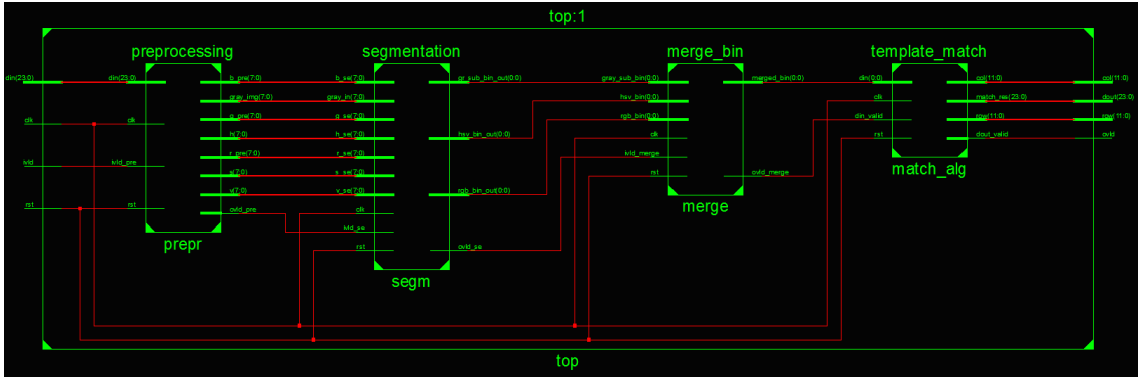 top:1
preprocessing
segmentation
merge_bin
template_match
din(23:0)
din(23:0)
b_pre(7:0)
b_se(7:0)
gr_sub_bin_out(0:0)
gray_sub_bin(0:0)
merged_bin(0:0)
din(0:0)
col(11:0)
col(11:0)
gray_img(7:0)
gray_in(7:0)
hsv_bin(0:0)
clk
match_res(23:0)
dout(23:0)
clk
clk
g_pre(7:0)
g_se(7:0)
rgb_bin(0:0)
din_valid
row(11:0)
row(11:0)
h(7:0)
h_se(7:0)
hsv_bin_out(0:0)
clk
rst
dout_valid
ovld
r_pre(7:0)
r_se(7:0)
ivld_merge
ivld
ivld_pre
match_alg
s(7:0)
s_se(7:0)
rst
ovld_merge
v(7:0)
v_se(7:0)
rgb_bin_out(0:0)
rst
rst
ovld_pre
clk
merge
ivld_se
prepr
rst
ovld_se
segm
top